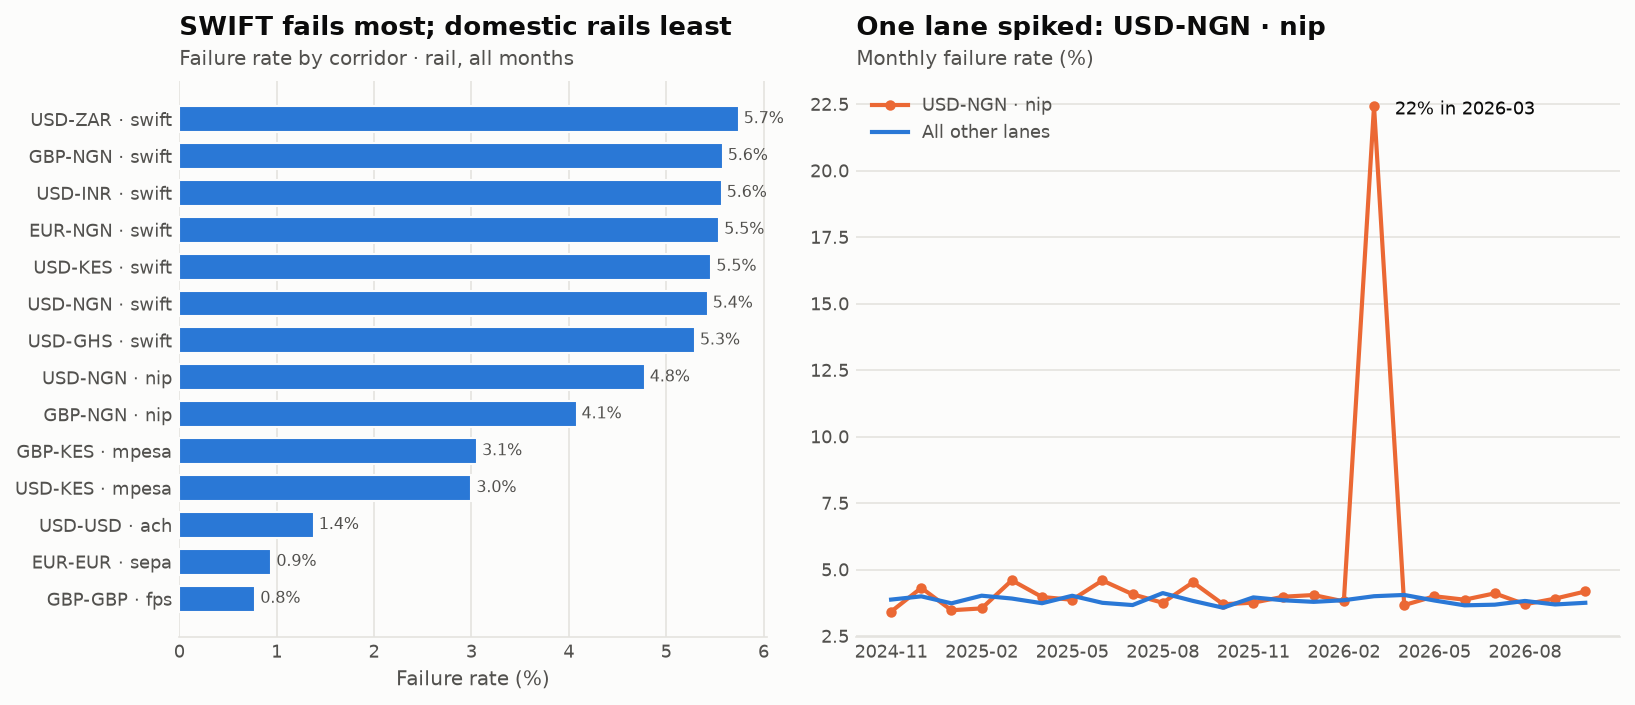 SWIFT fails most; domestic rails least
Failure rate by corridor · rail, all months
USD-ZAR · swift 5.7%
GBP-NGN · swift 5.6%
USD-INR · swift 5.6%
EUR-NGN · swift 5.5%
USD-KES · swift 5.5%
USD-NGN · swift 5.4%
USD-GHS · swift 5.3%
USD-NGN · nip 4.8%
GBP-NGN · nip 4.1%
GBP-KES · mpesa 3.1%
USD-KES · mpesa 3.0%
USD-USD · ach 1.4%
EUR-EUR · sepa 0.9%
GBP-GBP · fps 0.8%
0 1 2 3 4 5 6
Failure rate (%)
One lane spiked: USD-NGN · nip
Monthly failure rate (%)
USD-NGN · nip
All other lanes
22% in 2026-03
22.5
20.0
17.5
15.0
12.5
10.0
7.5
5.0
2.5
2024-11 2025-02 2025-05 2025-08 2025-11 2026-02 2026-05 2026-08